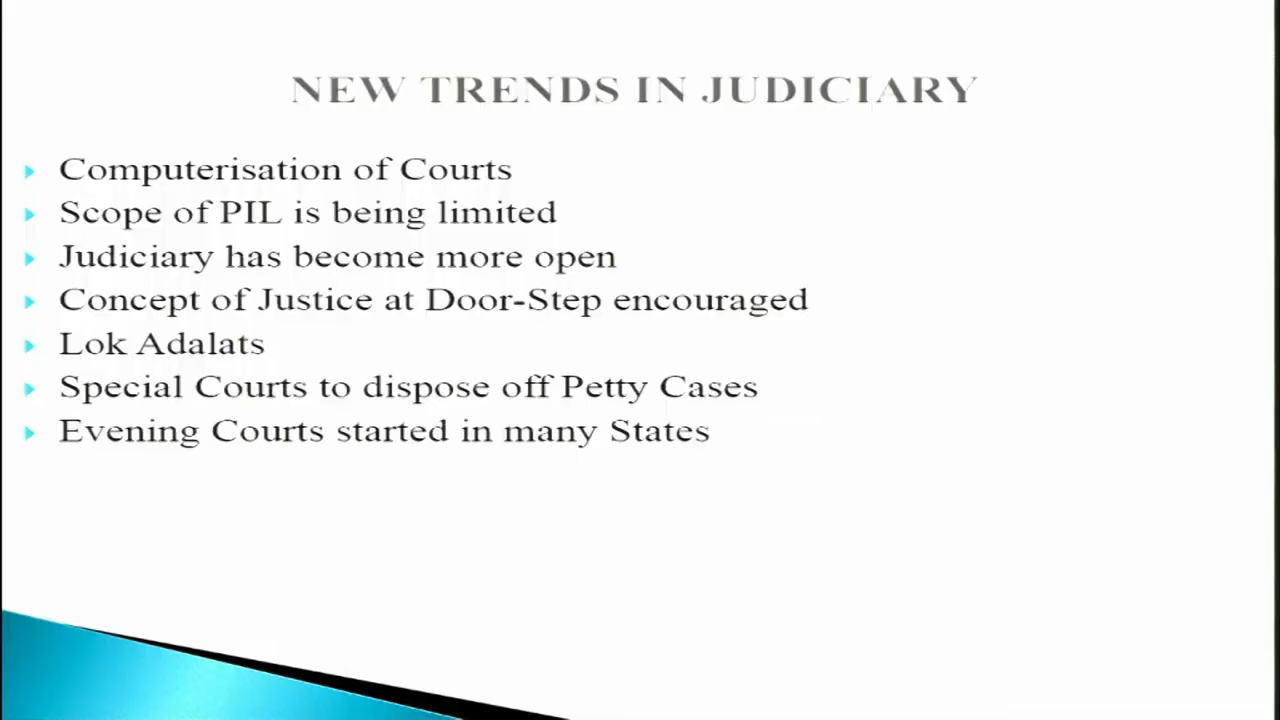 NEW TRENDS IN JUDICIARY
Computerisation of Courts
Scope of PIL is being limited
Judiciary has become more open
Concept of Justice at Door-Step encouraged
Lok Adalats
Special Courts to dispose off Petty Cases
Evening Courts started in many States